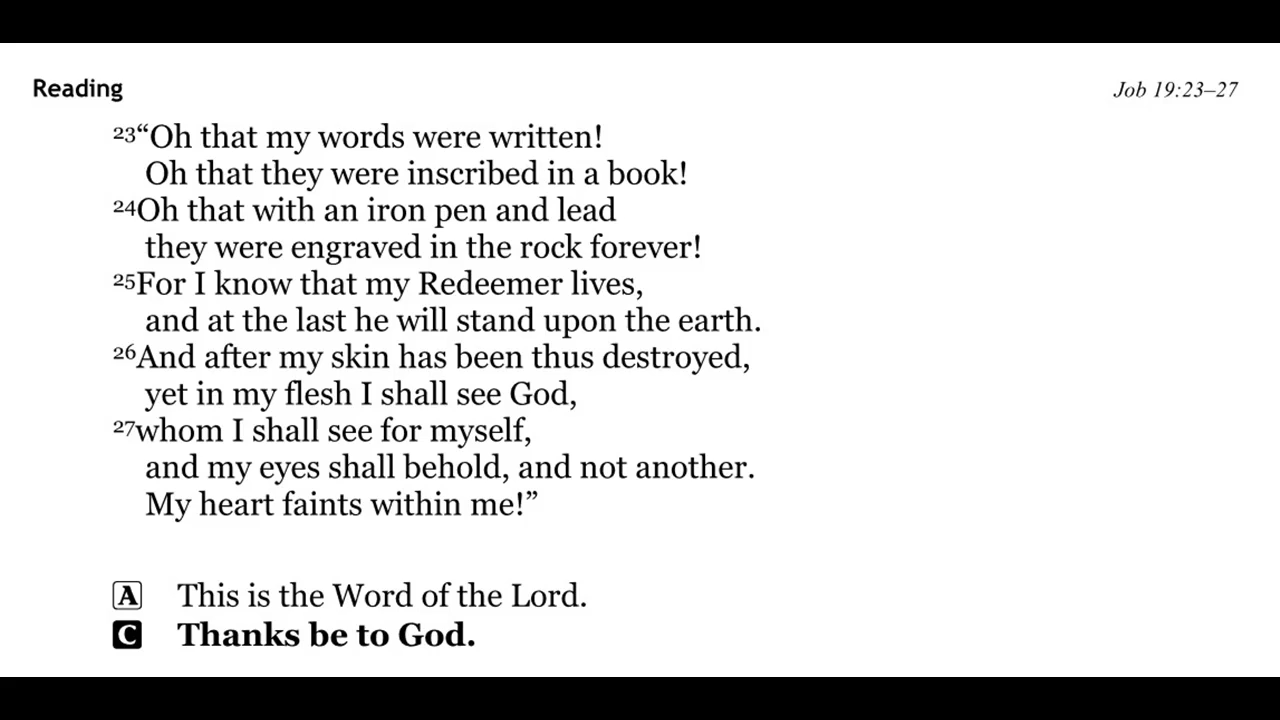 Reading
Job 19:23–27
23“Oh that my words were written!
Oh that they were inscribed in a book!
24Oh that with an iron pen and lead
they were engraved in the rock forever!
25For I know that my Redeemer lives,
and at the last he will stand upon the earth.
26And after my skin has been thus destroyed,
yet in my flesh I shall see God,
27whom I shall see for myself,
and my eyes shall behold, and not another.
My heart faints within me!”
A This is the Word of the Lord.
C Thanks be to God.